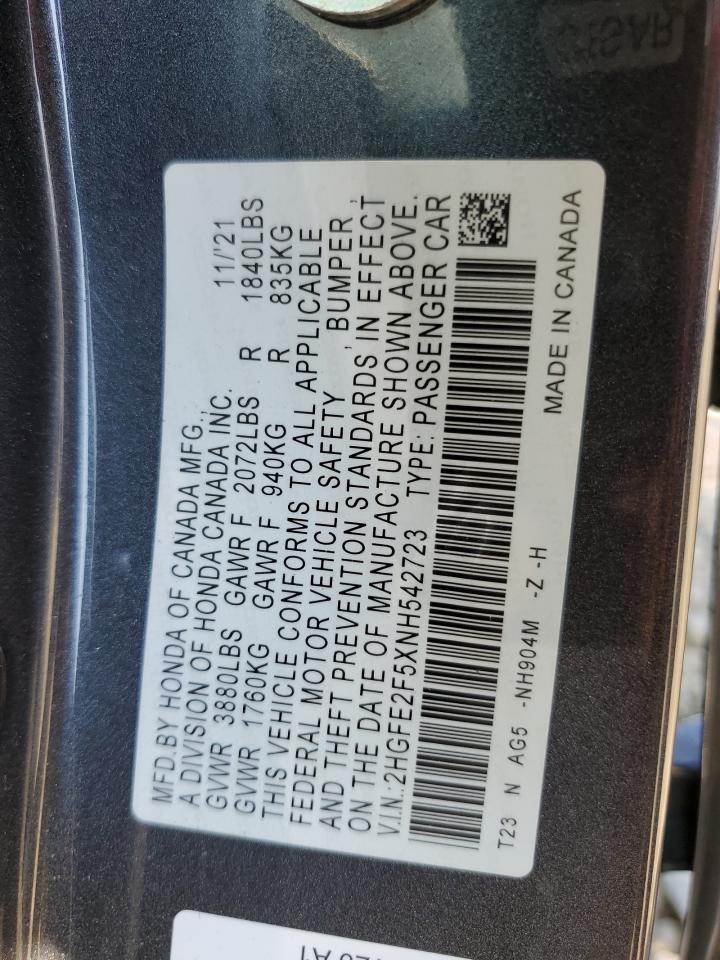 MFD.BY HONDA OF CANADA MFG.,
A DIVISION OF HONDA CANADA INC. 11/'21
GVWR 3880LBS GAWR F 2072LBS R 1840LBS
GVWR 1760KG GAWR F 940KG R 835KG
THIS VEHICLE CONFORMS TO ALL APPLICABLE
FEDERAL MOTOR VEHICLE SAFETY , BUMPER ,
AND THEFT PREVENTION STANDARDS IN EFFECT
ON THE DATE OF MANUFACTURE SHOWN ABOVE.
V.I.N.:2HGFE2F5XNH542723 TYPE: PASSENGER CAR
T23 N AG5 -NH904M -Z -H MADE IN CANADA